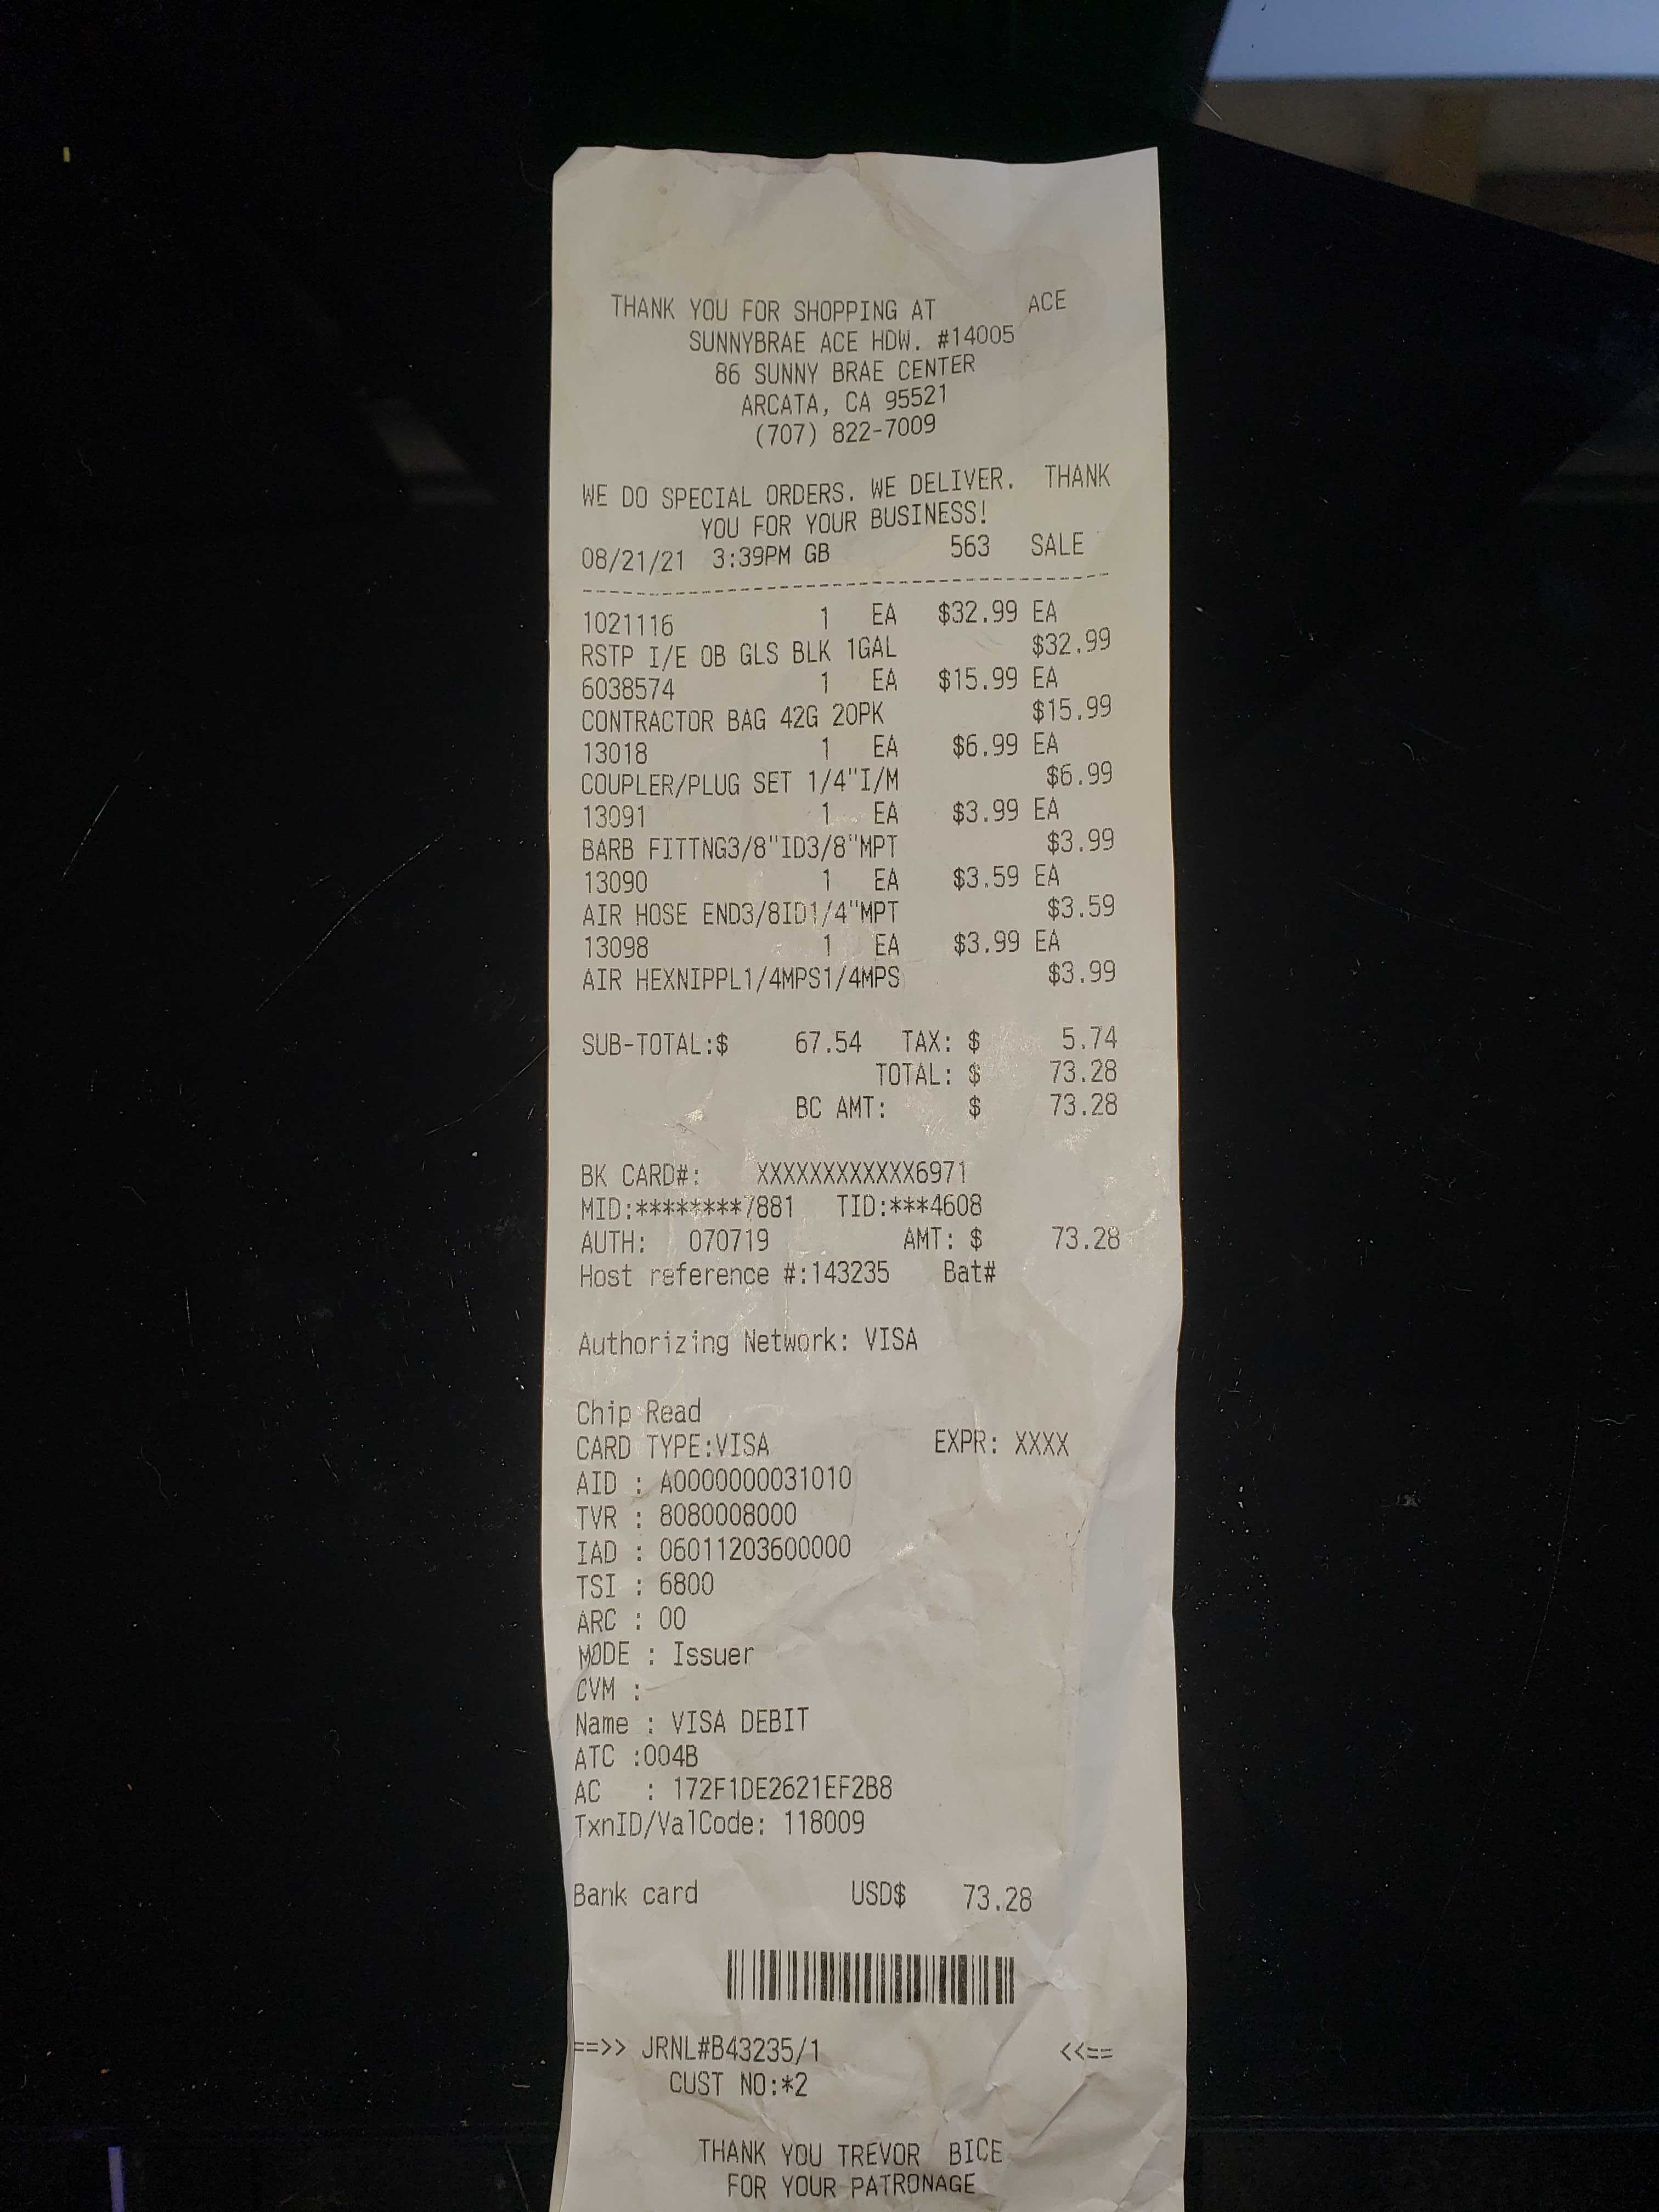 THANK YOU FOR SHOPPING AT ACE
SUNNYBRAE ACE HDW. #14005
86 SUNNY BRAE CENTER
ARCATA, CA 95521
(707) 822-7009
WE DO SPECIAL ORDERS. WE DELIVER. THANK
YOU FOR YOUR BUSINESS!
08/21/21 3:39PM GB 563 SALE
----------------------------------------
1021116 1 EA $32.99 EA
RSTP I/E OB GLS BLK 1GAL $32.99
6038574 1 EA $15.99 EA
CONTRACTOR BAG 42G 20PK $15.99
13018 1 EA $6.99 EA
COUPLER/PLUG SET 1/4"I/M $6.99
13091 1 EA $3.99 EA
BARB FITTNG3/8"ID3/8"MPT $3.99
13090 1 EA $3.59 EA
AIR HOSE END3/8ID1/4"MPT $3.59
13098 1 EA $3.99 EA
AIR HEXNIPPL1/4MPS1/4MPS $3.99
SUB-TOTAL:$ 67.54 TAX: $ 5.74
TOTAL: $ 73.28
BC AMT: $ 73.28
BK CARD#: XXXXXXXXXXXX6971
MID:********7881 TID:***4608
AUTH: 070719 AMT: $ 73.28
Host reference #:143235 Bat#
Authorizing Network: VISA
Chip Read
CARD TYPE:VISA EXPR: XXXX
AID : A0000000031010
TVR : 8080008000
IAD : 06011203600000
TSI : 6800
ARC : 00
MODE : Issuer
CVM :
Name : VISA DEBIT
ATC :004B
AC : 172F1DE2621EF2B8
TxnID/ValCode: 118009
Bank card USD$ 73.28
==>> JRNL#B43235/1 <<==
CUST NO:*2
THANK YOU TREVOR BICE
FOR YOUR PATRONAGE